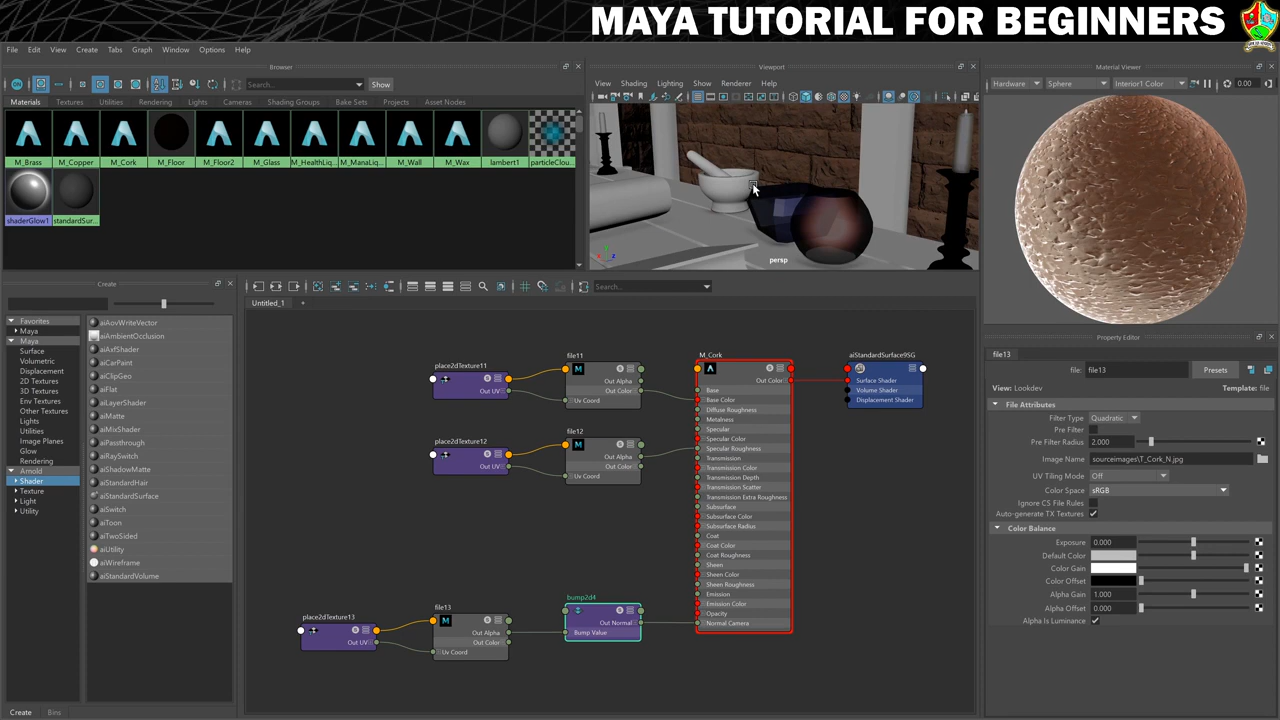 MAYA TUTORIAL FOR BEGINNERS
File Edit View Create Tabs Graph Window Options Help
Browser
Viewport
Material Viewer
ON
Search...
Show
View Shading Lighting Show Renderer Help
Hardware
Sphere
Interior1 Color
0.00
Materials Textures Utilities Rendering Lights Cameras Shading Groups Bake Sets Projects Asset Nodes
M_Brass M_Copper M_Cork M_Floor M_Floor2 M_Glass M_HealthLiq... M_ManaLiq... M_Wall M_Wax lambert1 particleClou...
shaderGlow1 standardSur...
persp
Create
Search...
Untitled_1
+
Favorites
Maya
Maya
Surface
Volumetric
Displacement
2D Textures
3D Textures
Env Textures
Other Textures
Lights
Utilities
Image Planes
Glow
Rendering
Arnold
Shader
Texture
Light
Utility
aiAovWriteVector
aiAmbientOcclusion
aiAxfShader
aiCarPaint
aiClipGeo
aiFlat
aiLayerShader
aiMatte
aiMixShader
aiPassthrough
aiRaySwitch
aiShadowMatte
aiStandardHair
aiStandardSurface
aiSwitch
aiToon
aiTwoSided
aiUtility
aiWireframe
aiStandardVolume
place2dTexture11
Out UV
file11
Out Alpha
Out Color
Uv Coord
place2dTexture12
Out UV
file12
Out Alpha
Out Color
Uv Coord
place2dTexture13
Out UV
file13
Out Alpha
Out Color
Uv Coord
bump2d4
Out Normal
Bump Value
M_Cork
Out Color
Base
Base Color
Diffuse Roughness
Metalness
Specular
Specular Color
Specular Roughness
Transmission
Transmission Color
Transmission Depth
Transmission Scatter
Transmission Extra Roughness
Subsurface
Subsurface Color
Subsurface Radius
Coat
Coat Color
Coat Roughness
Sheen
Sheen Color
Sheen Roughness
Emission
Emission Color
Opacity
Normal Camera
aiStandardSurface9SG
Surface Shader
Volume Shader
Displacement Shader
Property Editor
file13
file: file13
Presets
View: Lookdev
Template: file
File Attributes
Filter Type Quadratic
Pre Filter
Pre Filter Radius 2.000
Image Name sourceimages\T_Cork_N.jpg
UV Tiling Mode Off
Color Space sRGB
Ignore CS File Rules
Auto-generate TX Textures
Color Balance
Exposure 0.000
Default Color
Color Gain
Color Offset
Alpha Gain 1.000
Alpha Offset 0.000
Alpha Is Luminance
Create Bins